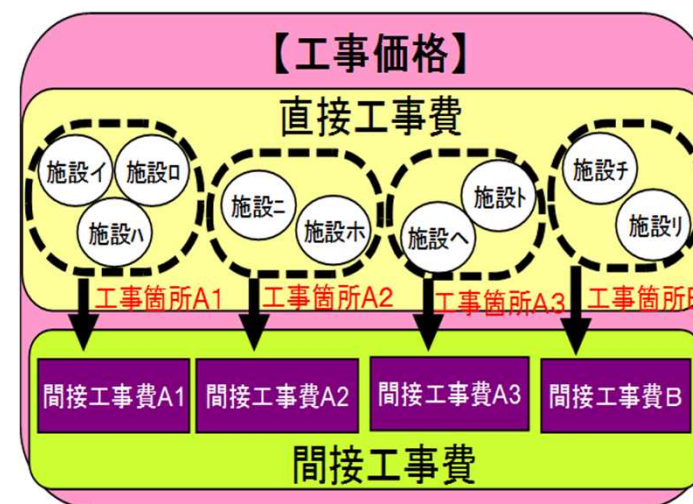 【工事価格】
直接工事費
施設イ
施設ロ
施設ハ
施設ニ
施設ホ
施設ヘ
施設ト
施設チ
施設リ
工事箇所A1
工事箇所A2
工事箇所A3
工事箇所
間接工事費A1
間接工事費A2
間接工事費A3
間接工事費B
間接工事費